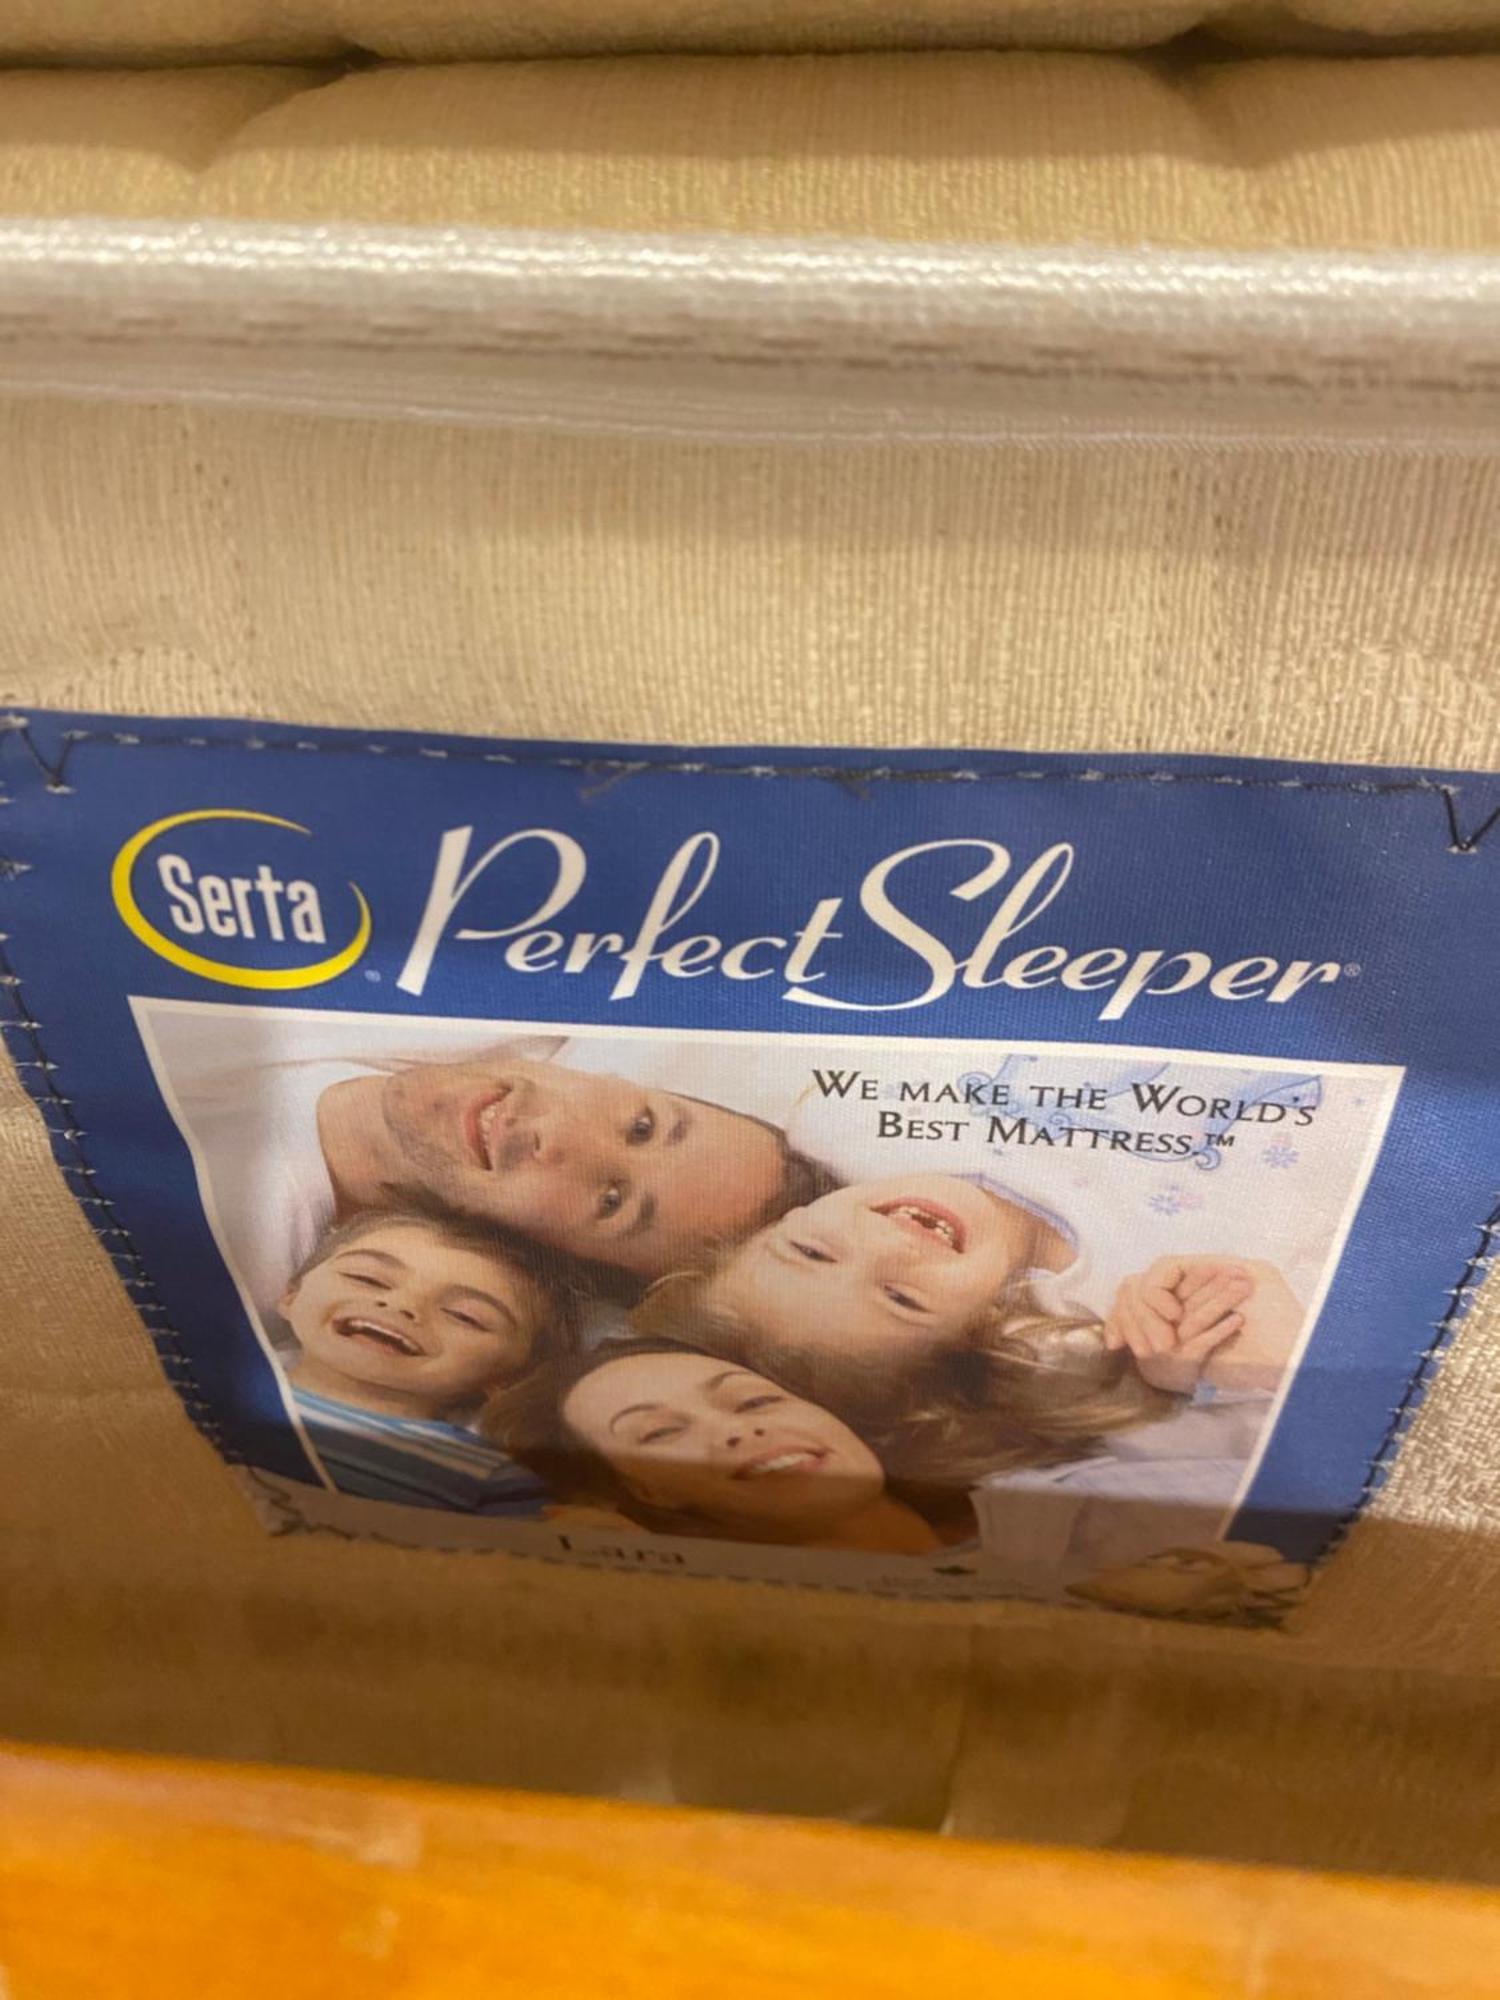 Serta® Perfect Sleeper®
WE MAKE THE WORLD'S
BEST MATTRESS.™
Lara